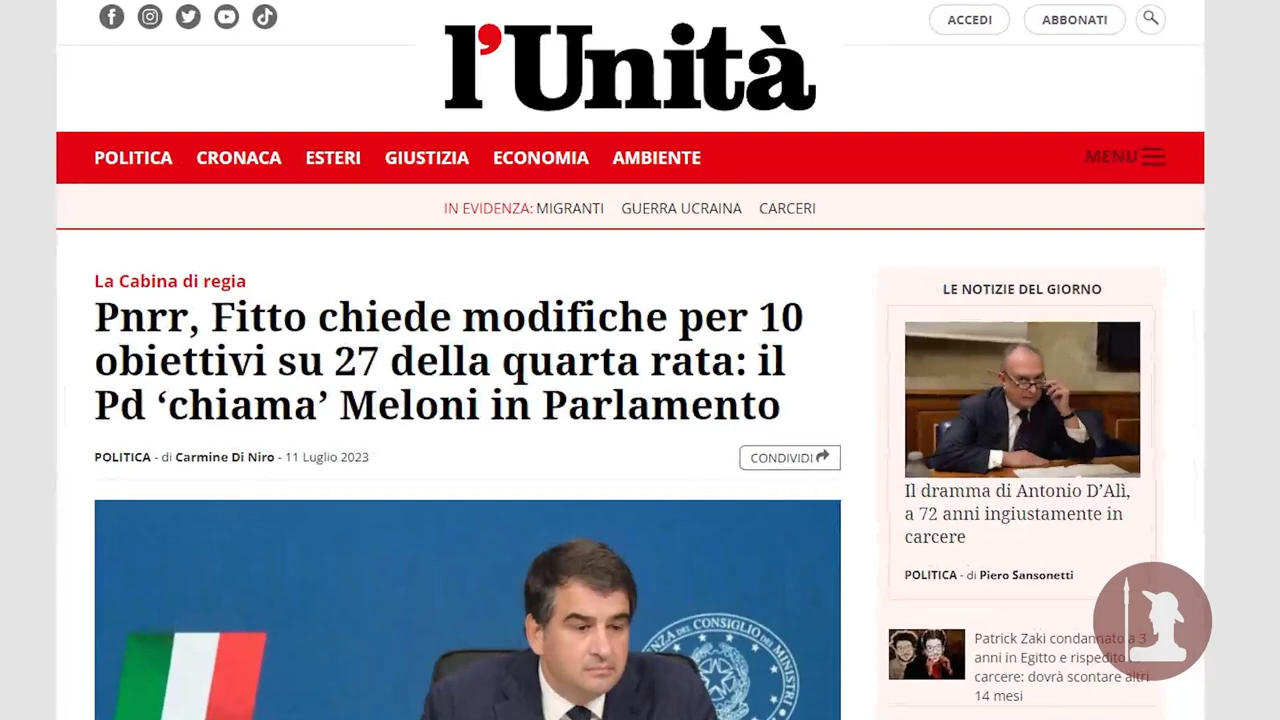 ACCEDI
ABBONATI
l'Unità
POLITICA CRONACA ESTERI GIUSTIZIA ECONOMIA AMBIENTE
MENU
IN EVIDENZA: MIGRANTI GUERRA UCRAINA CARCERI
La Cabina di regia
Pnrr, Fitto chiede modifiche per 10
obiettivi su 27 della quarta rata: il
Pd ‘chiama’ Meloni in Parlamento
POLITICA - di Carmine Di Niro - 11 Luglio 2023
CONDIVIDI
LE NOTIZIE DEL GIORNO
Il dramma di Antonio D’Alì,
a 72 anni ingiustamente in
carcere
POLITICA - di Piero Sansonetti
Patrick Zaki condannato a 3
anni in Egitto e rispedito in
carcere: dovrà scontare altri
14 mesi